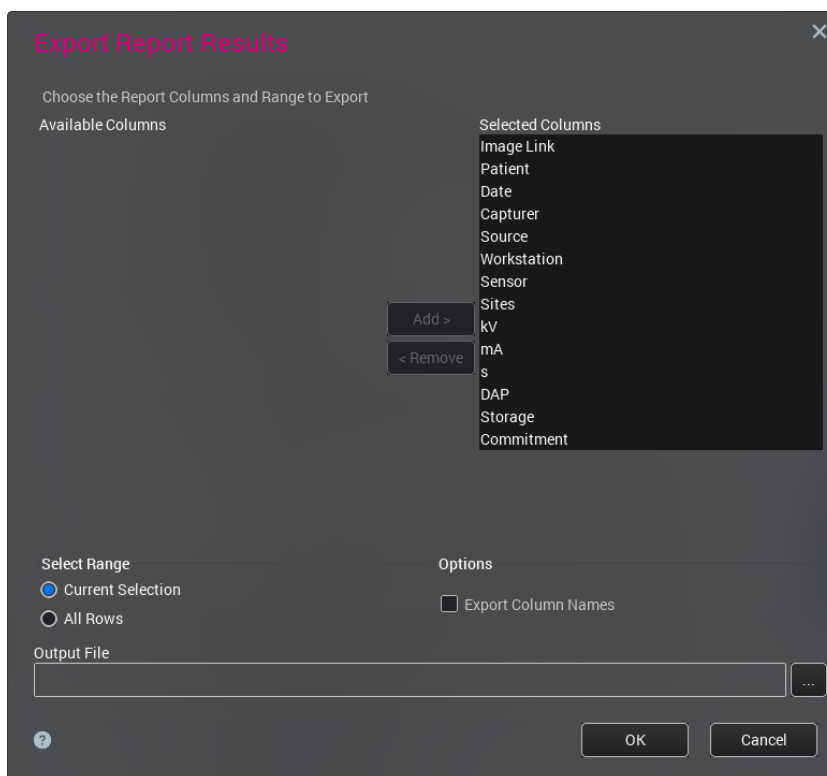 Export Report Results
Choose the Report Columns and Range to Export
Available Columns
Selected Columns
Image Link
Patient
Date
Capturer
Source
Workstation
Sensor
Sites
kV
mA
s
DAP
Storage
Commitment
Add >
< Remove
Select Range
Current Selection
All Rows
Options
Export Column Names
Output File
...
?
OK
Cancel